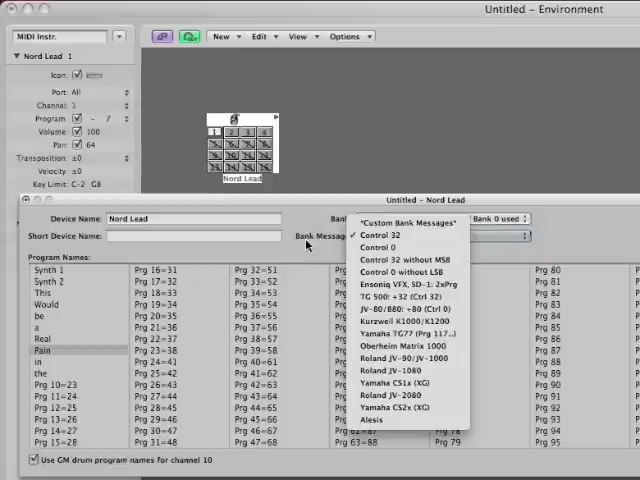 Untitled - Environment
MIDI Instr.
New Edit View Options
Nord Lead 1
Icon:
Port: All
Channel: 1
Program: - 7
Volume: 100
Pan: 64
Transposition: ±0
Velocity: ±0
Key Limit: C-2 G8
1 2 3 4
Nord Lead
Untitled - Nord Lead
Device Name: Nord Lead
Bank Bank 0 used
Short Device Name:
Bank Message
*Custom Bank Messages*
✓ Control 32
Control 0
Control 32 without MSB
Control 0 without LSB
Ensoniq VFX, SD-1: 2xPrg
TG 500: +32 (Ctrl 32)
JV-80/880: +80 (Ctrl 0)
Kurzweil K1000/K1200
Yamaha TG77 (Prg 117...)
Oberheim Matrix 1000
Roland JV-90/JV-1000
Roland JV-1080
Yamaha CS1x (XG)
Roland JV-2080
Yamaha CS2x (XG)
Alesis
Program Names:
Synth 1 Prg 16=31 Prg 32=51 Prg 80
Synth 2 Prg 17=32 Prg 33=52 Prg 81
This Prg 18=33 Prg 34=53 Prg 82
Would Prg 19=34 Prg 35=54 Prg 83
be Prg 20=35 Prg 36=55 Prg 84
a Prg 21=36 Prg 37=56 Prg 85
Real Prg 22=37 Prg 38=57 Prg 86
Pain Prg 23=38 Prg 39=58 Prg 87
in Prg 24=41 Prg 40=61 Prg 88
the Prg 25=42 Prg 41=62 Prg 89
Prg 10=23 Prg 26=43 Prg 42=63 Prg 90
Prg 11=24 Prg 27=44 Prg 43=64 Prg 91
Prg 12=25 Prg 28=45 Prg 44=65 Prg 92
Prg 13=26 Prg 29=46 Prg 45=66 Prg 93
Prg 14=27 Prg 30=47 Prg 46=67 Prg 94
Prg 15=28 Prg 31=48 Prg 47=68 63=88 Prg 79 Prg 95
Use GM drum program names for channel 10